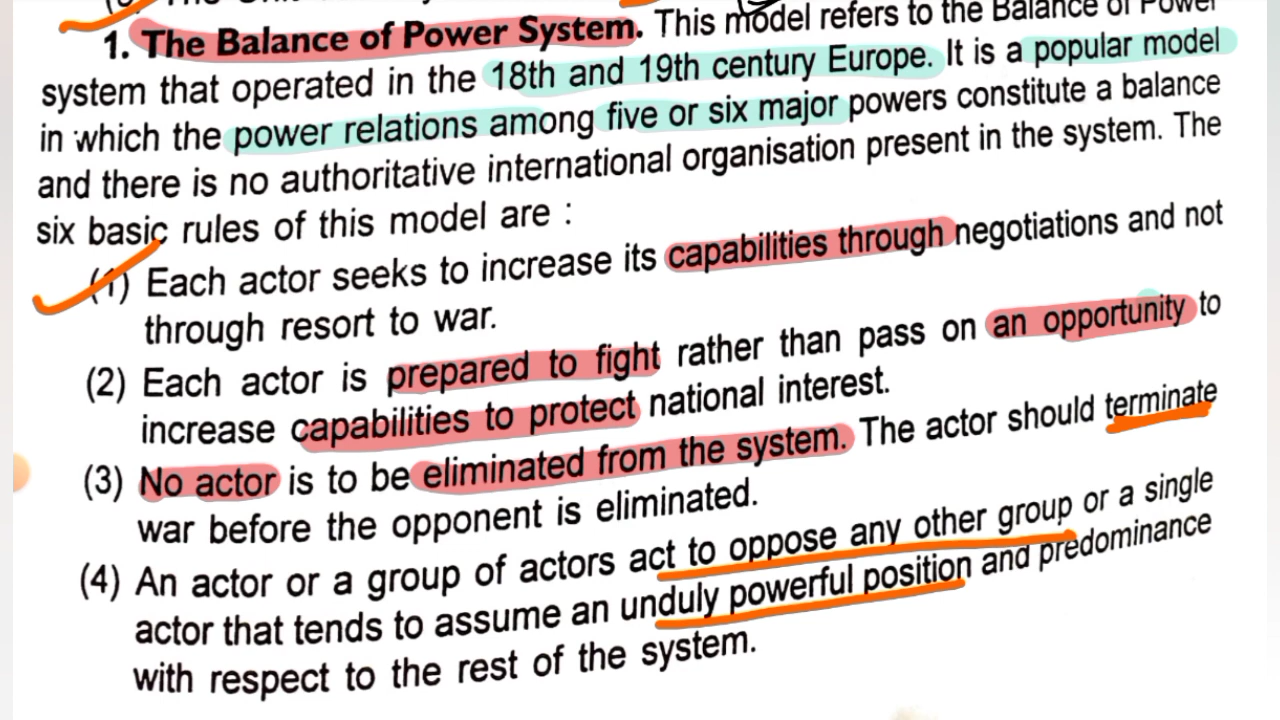 1. The Balance of Power System. This model refers to the Balance of Power
system that operated in the 18th and 19th century Europe. It is a popular model
in which the power relations among five or six major powers constitute a balance
and there is no authoritative international organisation present in the system. The
six basic rules of this model are :
(1) Each actor seeks to increase its capabilities through negotiations and not
through resort to war.
(2) Each actor is prepared to fight rather than pass on an opportunity to
increase capabilities to protect national interest.
(3) No actor is to be eliminated from the system. The actor should terminate
war before the opponent is eliminated.
(4) An actor or a group of actors act to oppose any other group or a single
actor that tends to assume an unduly powerful position and predominance
with respect to the rest of the system.